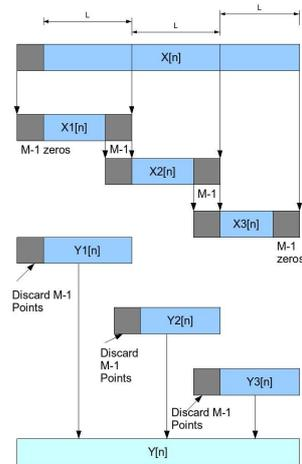 L
L
L
X[n]
X1[n]
M-1 zeros
M-1
X2[n]
M-1
X3[n]
M-1
zeros
Y1[n]
Discard M-1
Points
Y2[n]
Discard
M-1
Points
Y3[n]
Discard M-1
Points
Y[n]